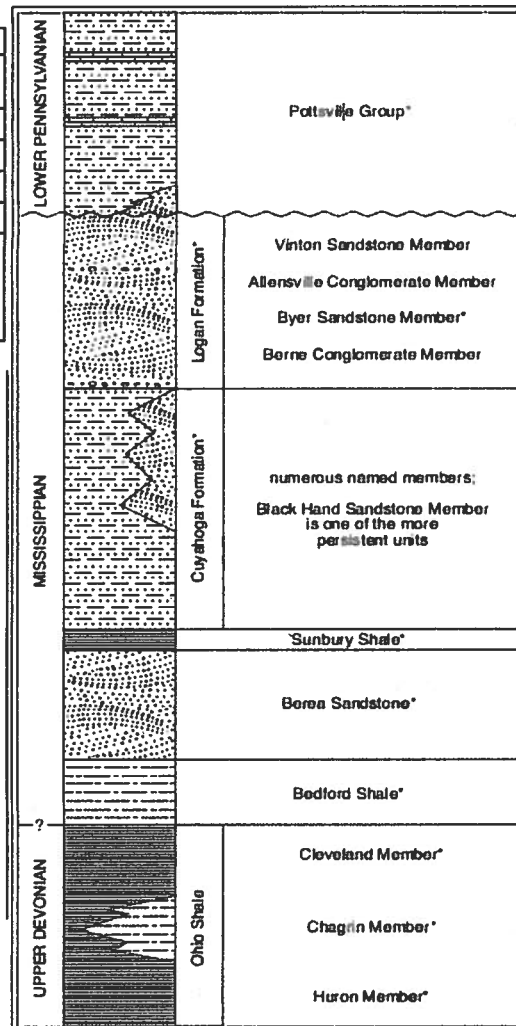 LOWER PENNSYLVANIAN
Pottsville Group*
MISSISSIPPIAN
Logan Formation*
Vinton Sandstone Member
Allensville Conglomerate Member
Byer Sandstone Member*
Berne Conglomerate Member
Cuyahoga Formation*
numerous named members;
Black Hand Sandstone Member
is one of the more
persistent units
Sunbury Shale*
Berea Sandstone*
Bedford Shale*
?
UPPER DEVONIAN
Ohio Shale
Cleveland Member*
Chagrin Member*
Huron Member*